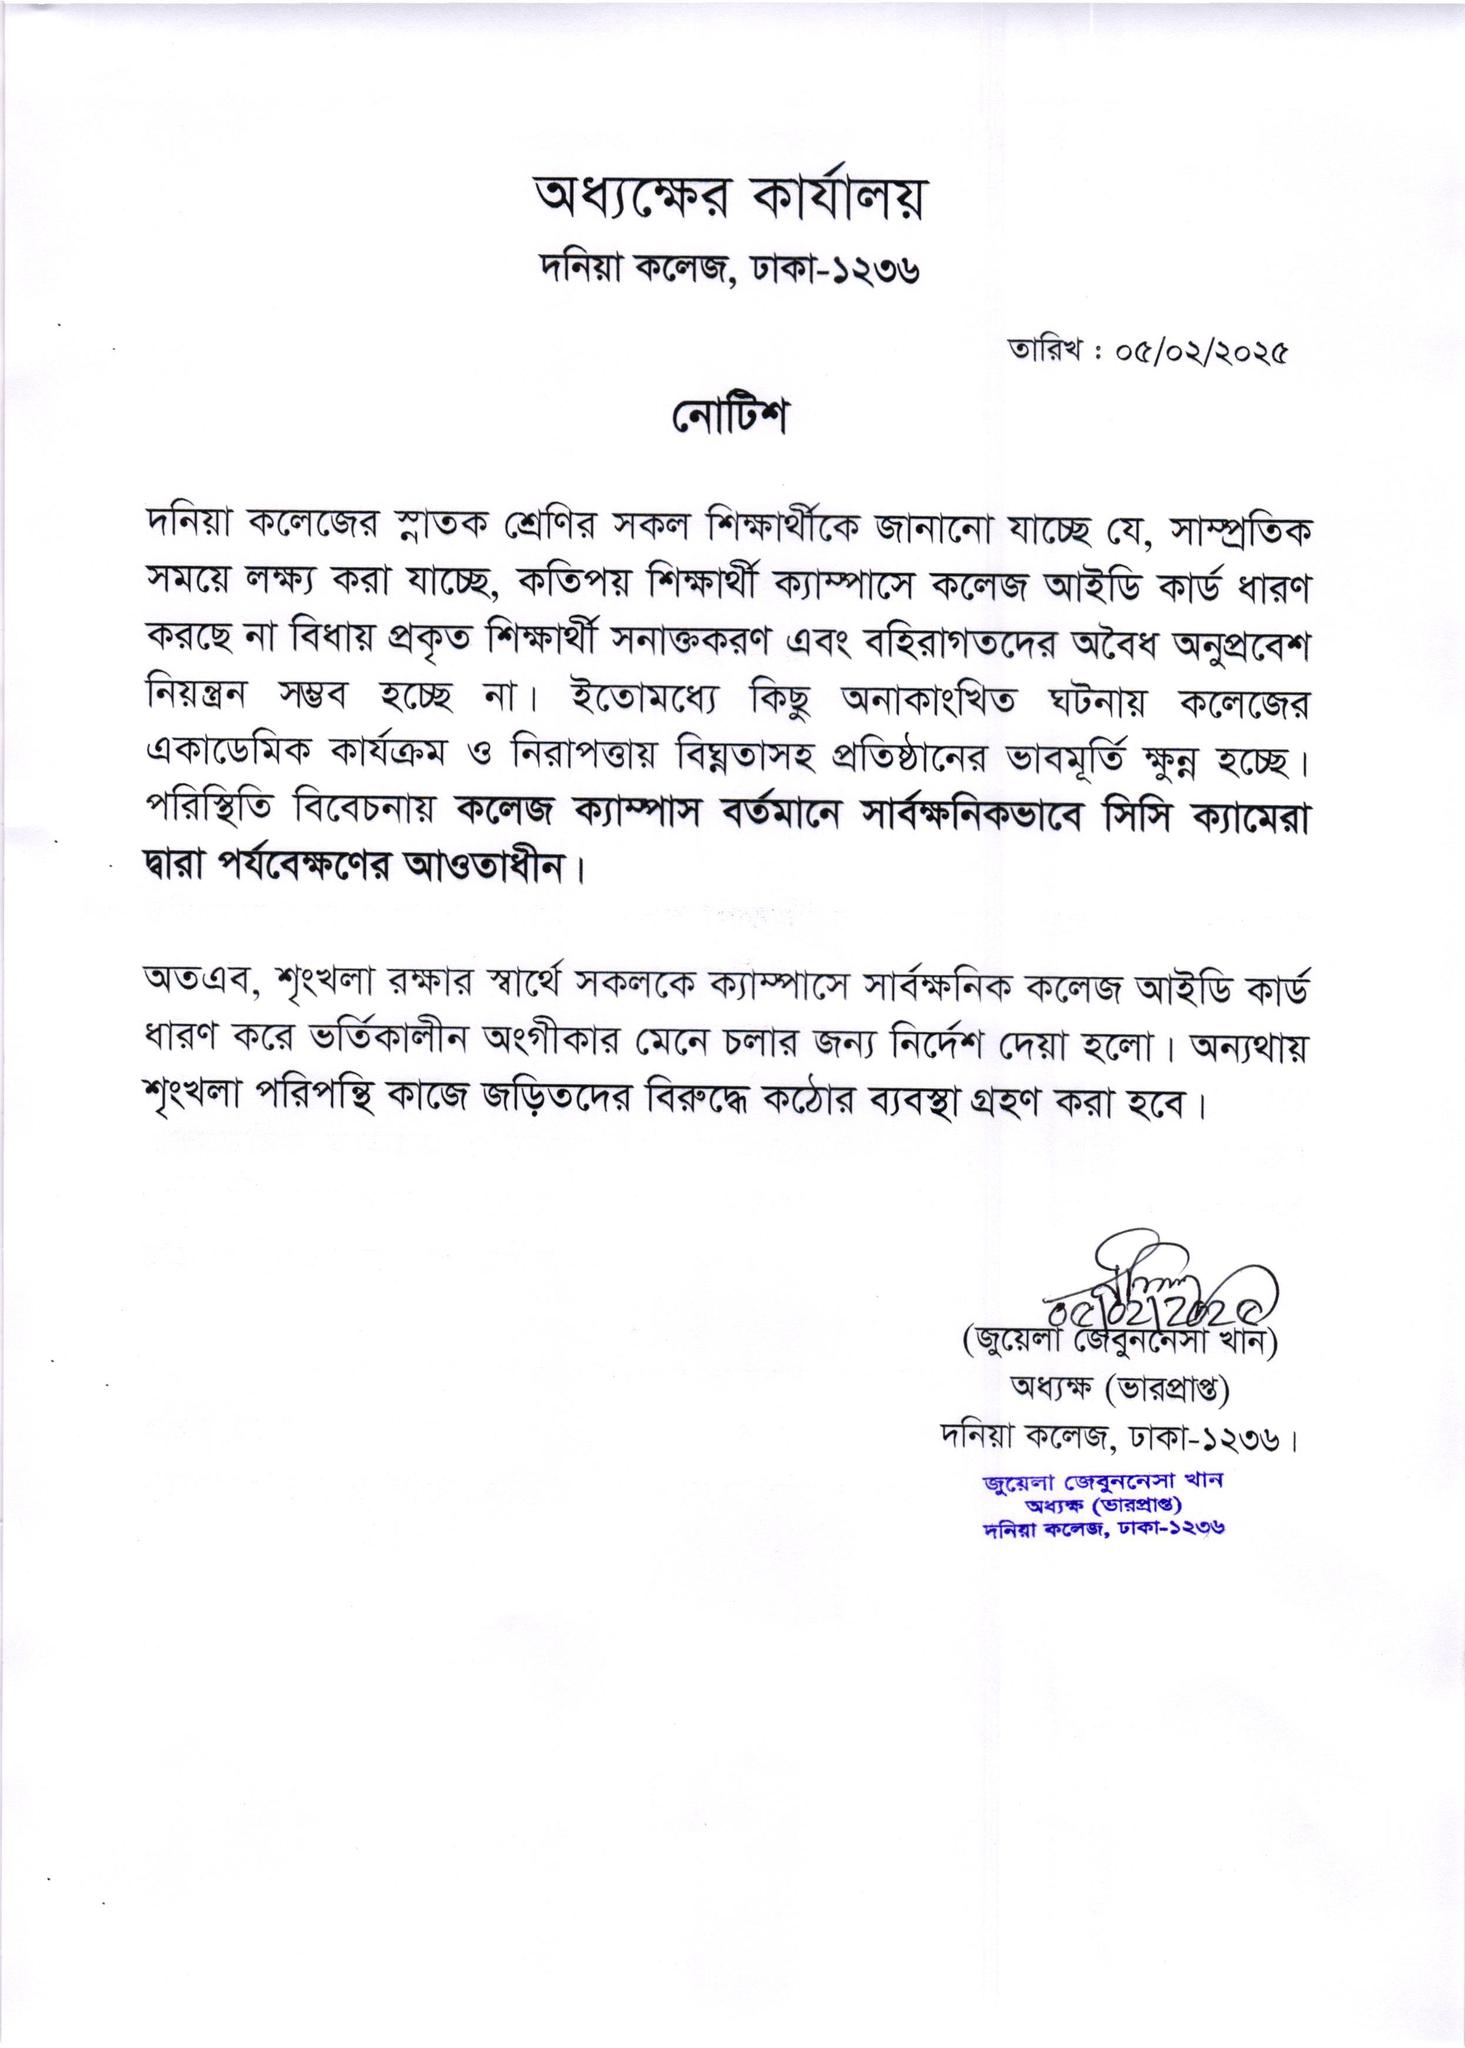 অধ্যক্ষের কার্যালয়
দনিয়া কলেজ, ঢাকা-১২৩৬
তারিখ : ০৫/০২/২০২৫
নোটিশ
দনিয়া কলেজের স্নাতক শ্রেণির সকল শিক্ষার্থীকে জানানো যাচ্ছে যে, সাম্প্রতিক
সময়ে লক্ষ্য করা যাচ্ছে, কতিপয় শিক্ষার্থী ক্যাম্পাসে কলেজ আইডি কার্ড ধারণ
করছে না বিধায় প্রকৃত শিক্ষার্থী সনাক্তকরণ এবং বহিরাগতদের অবৈধ অনুপ্রবেশ
নিয়ন্ত্রন সম্ভব হচ্ছে না। ইতোমধ্যে কিছু অনাকাংখিত ঘটনায় কলেজের
একাডেমিক কার্যক্রম ও নিরাপত্তায় বিঘ্নতাসহ প্রতিষ্ঠানের ভাবমূর্তি ক্ষুন্ন হচ্ছে।
পরিস্থিতি বিবেচনায় কলেজ ক্যাম্পাস বর্তমানে সার্বক্ষনিকভাবে সিসি ক্যামেরা
দ্বারা পর্যবেক্ষণের আওতাধীন।
অতএব, শৃংখলা রক্ষার স্বার্থে সকলকে ক্যাম্পাসে সার্বক্ষনিক কলেজ আইডি কার্ড
ধারণ করে ভর্তিকালীন অংগীকার মেনে চলার জন্য নির্দেশ দেয়া হলো। অন্যথায়
শৃংখলা পরিপন্থি কাজে জড়িতদের বিরুদ্ধে কঠোর ব্যবস্থা গ্রহণ করা হবে।
০৫/০২/২০২৫
(জুয়েলা জেবুননেসা খান)
অধ্যক্ষ (ভারপ্রাপ্ত)
দনিয়া কলেজ, ঢাকা-১২৩৬।
জুয়েলা জেবুননেসা খান
অধ্যক্ষ (ভারপ্রাপ্ত)
দনিয়া কলেজ, ঢাকা-১২৩৬